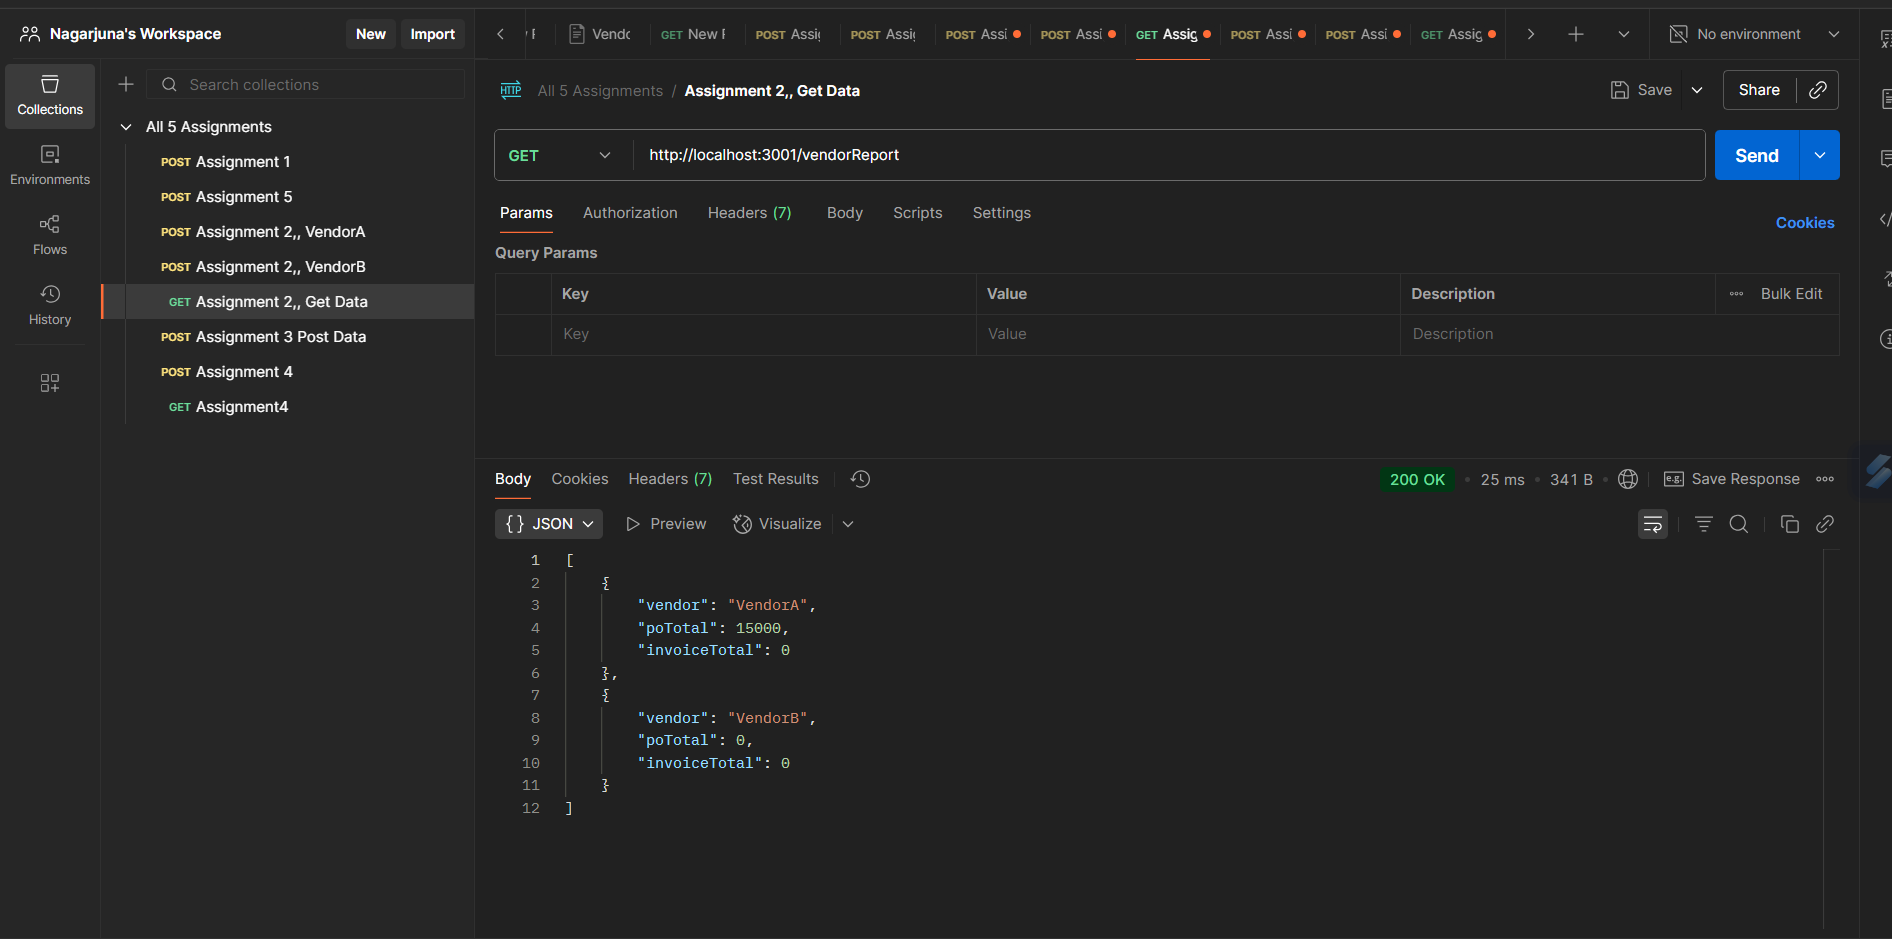 Nagarjuna's Workspace
New
Import
Vendc
GET New F
POST Assig
POST Assig
POST Assi
POST Assi
GET Assig
POST Assi
POST Assi
GET Assig
No environment
Collections
Environments
Flows
History
Search collections
All 5 Assignments
POST Assignment 1
POST Assignment 5
POST Assignment 2,, VendorA
POST Assignment 2,, VendorB
GET Assignment 2,, Get Data
POST Assignment 3 Post Data
POST Assignment 4
GET Assignment4
HTTP All 5 Assignments / Assignment 2,, Get Data
Save
Share
GET http://localhost:3001/vendorReport
Send
Params Authorization Headers (7) Body Scripts Settings
Cookies
Query Params
Key Value Description Bulk Edit
Key Value Description
Body Cookies Headers (7) Test Results
200 OK • 25 ms • 341 B • e.g. Save Response
{} JSON Preview Visualize
1 [
2 {
3 "vendor": "VendorA",
4 "poTotal": 15000,
5 "invoiceTotal": 0
6 },
7 {
8 "vendor": "VendorB",
9 "poTotal": 0,
10 "invoiceTotal": 0
11 }
12 ]